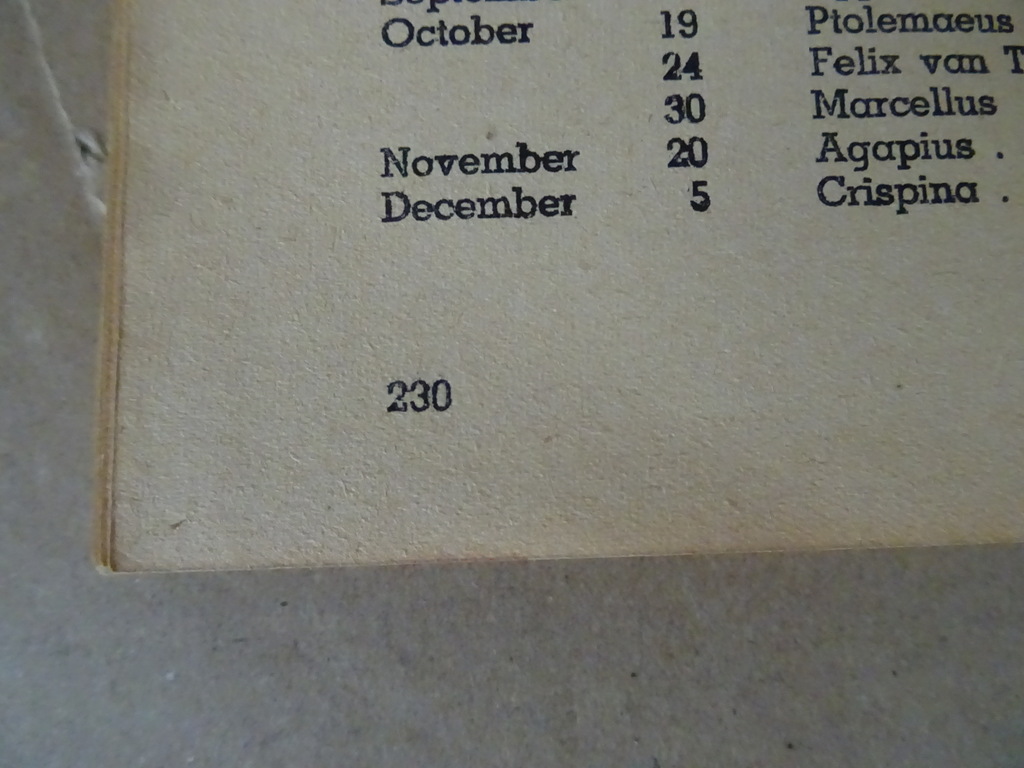 October 19 Ptolemaeus
24 Felix van
30 Marcellus
November 20 Agapius .
December 5 Crispina .
230